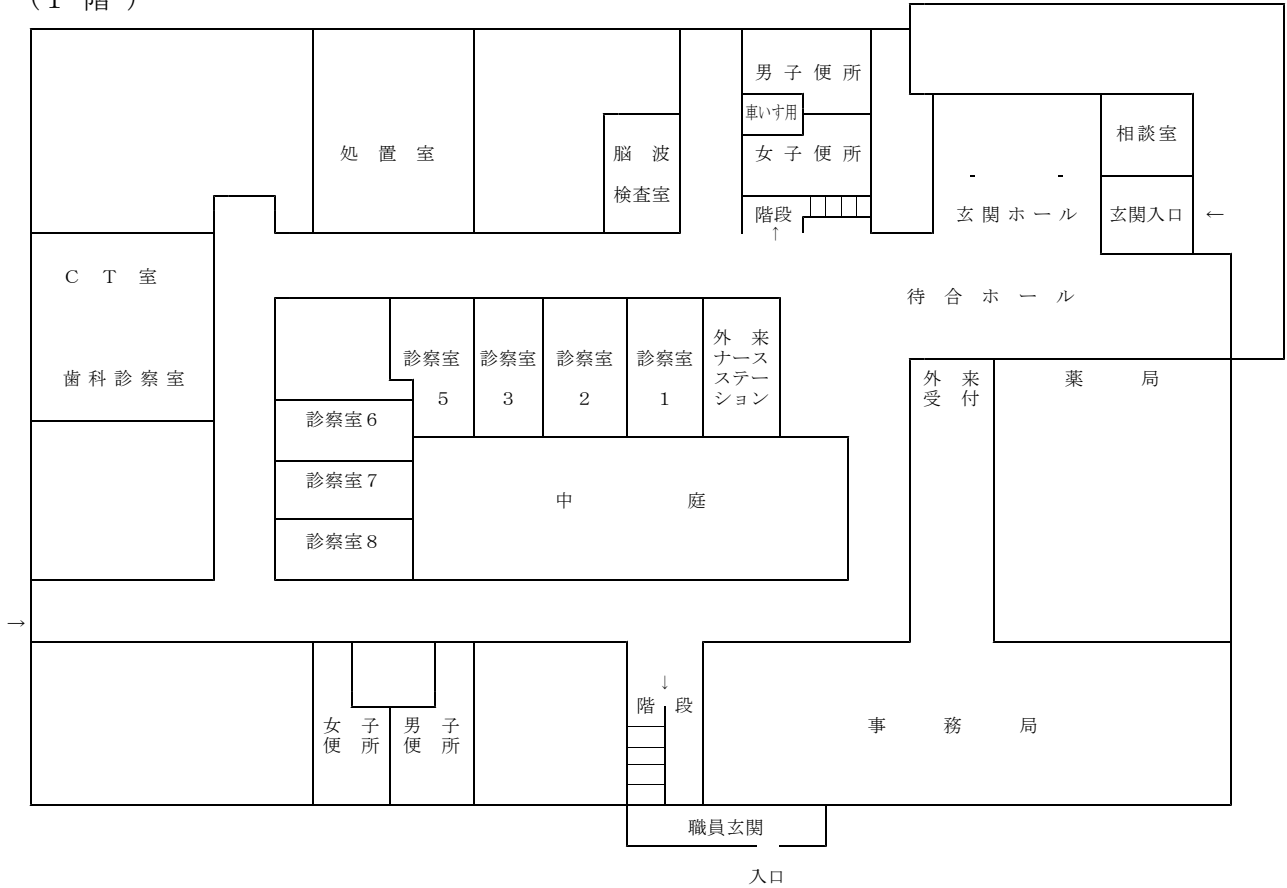 (１ 階 )
男 子 便 所
車いす用
女 子 便 所
階段
↑
処 置 室
脳 波
検査室
相談室
玄関ホール
玄関入口
←
待 合 ホ ー ル
Ｃ Ｔ 室
歯科診察室
診察室
５
診察室
３
診察室
２
診察室
１
外 来
ナース
ステー
ション
外 来
受 付
薬 局
診察室６
診察室７
診察室８
中 庭
→
女 子
便 所
男 子
便 所
↓
階 段
事 務 局
職員玄関
入口